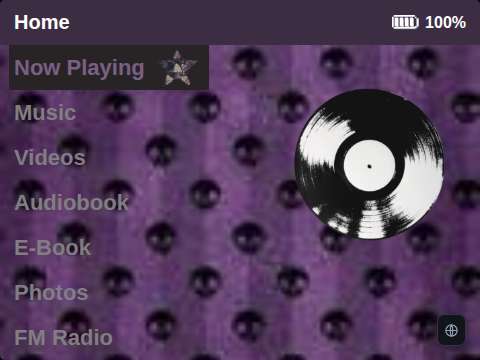 Home
100%
Now Playing
Music
Videos
Audiobook
E-Book
Photos
FM Radio